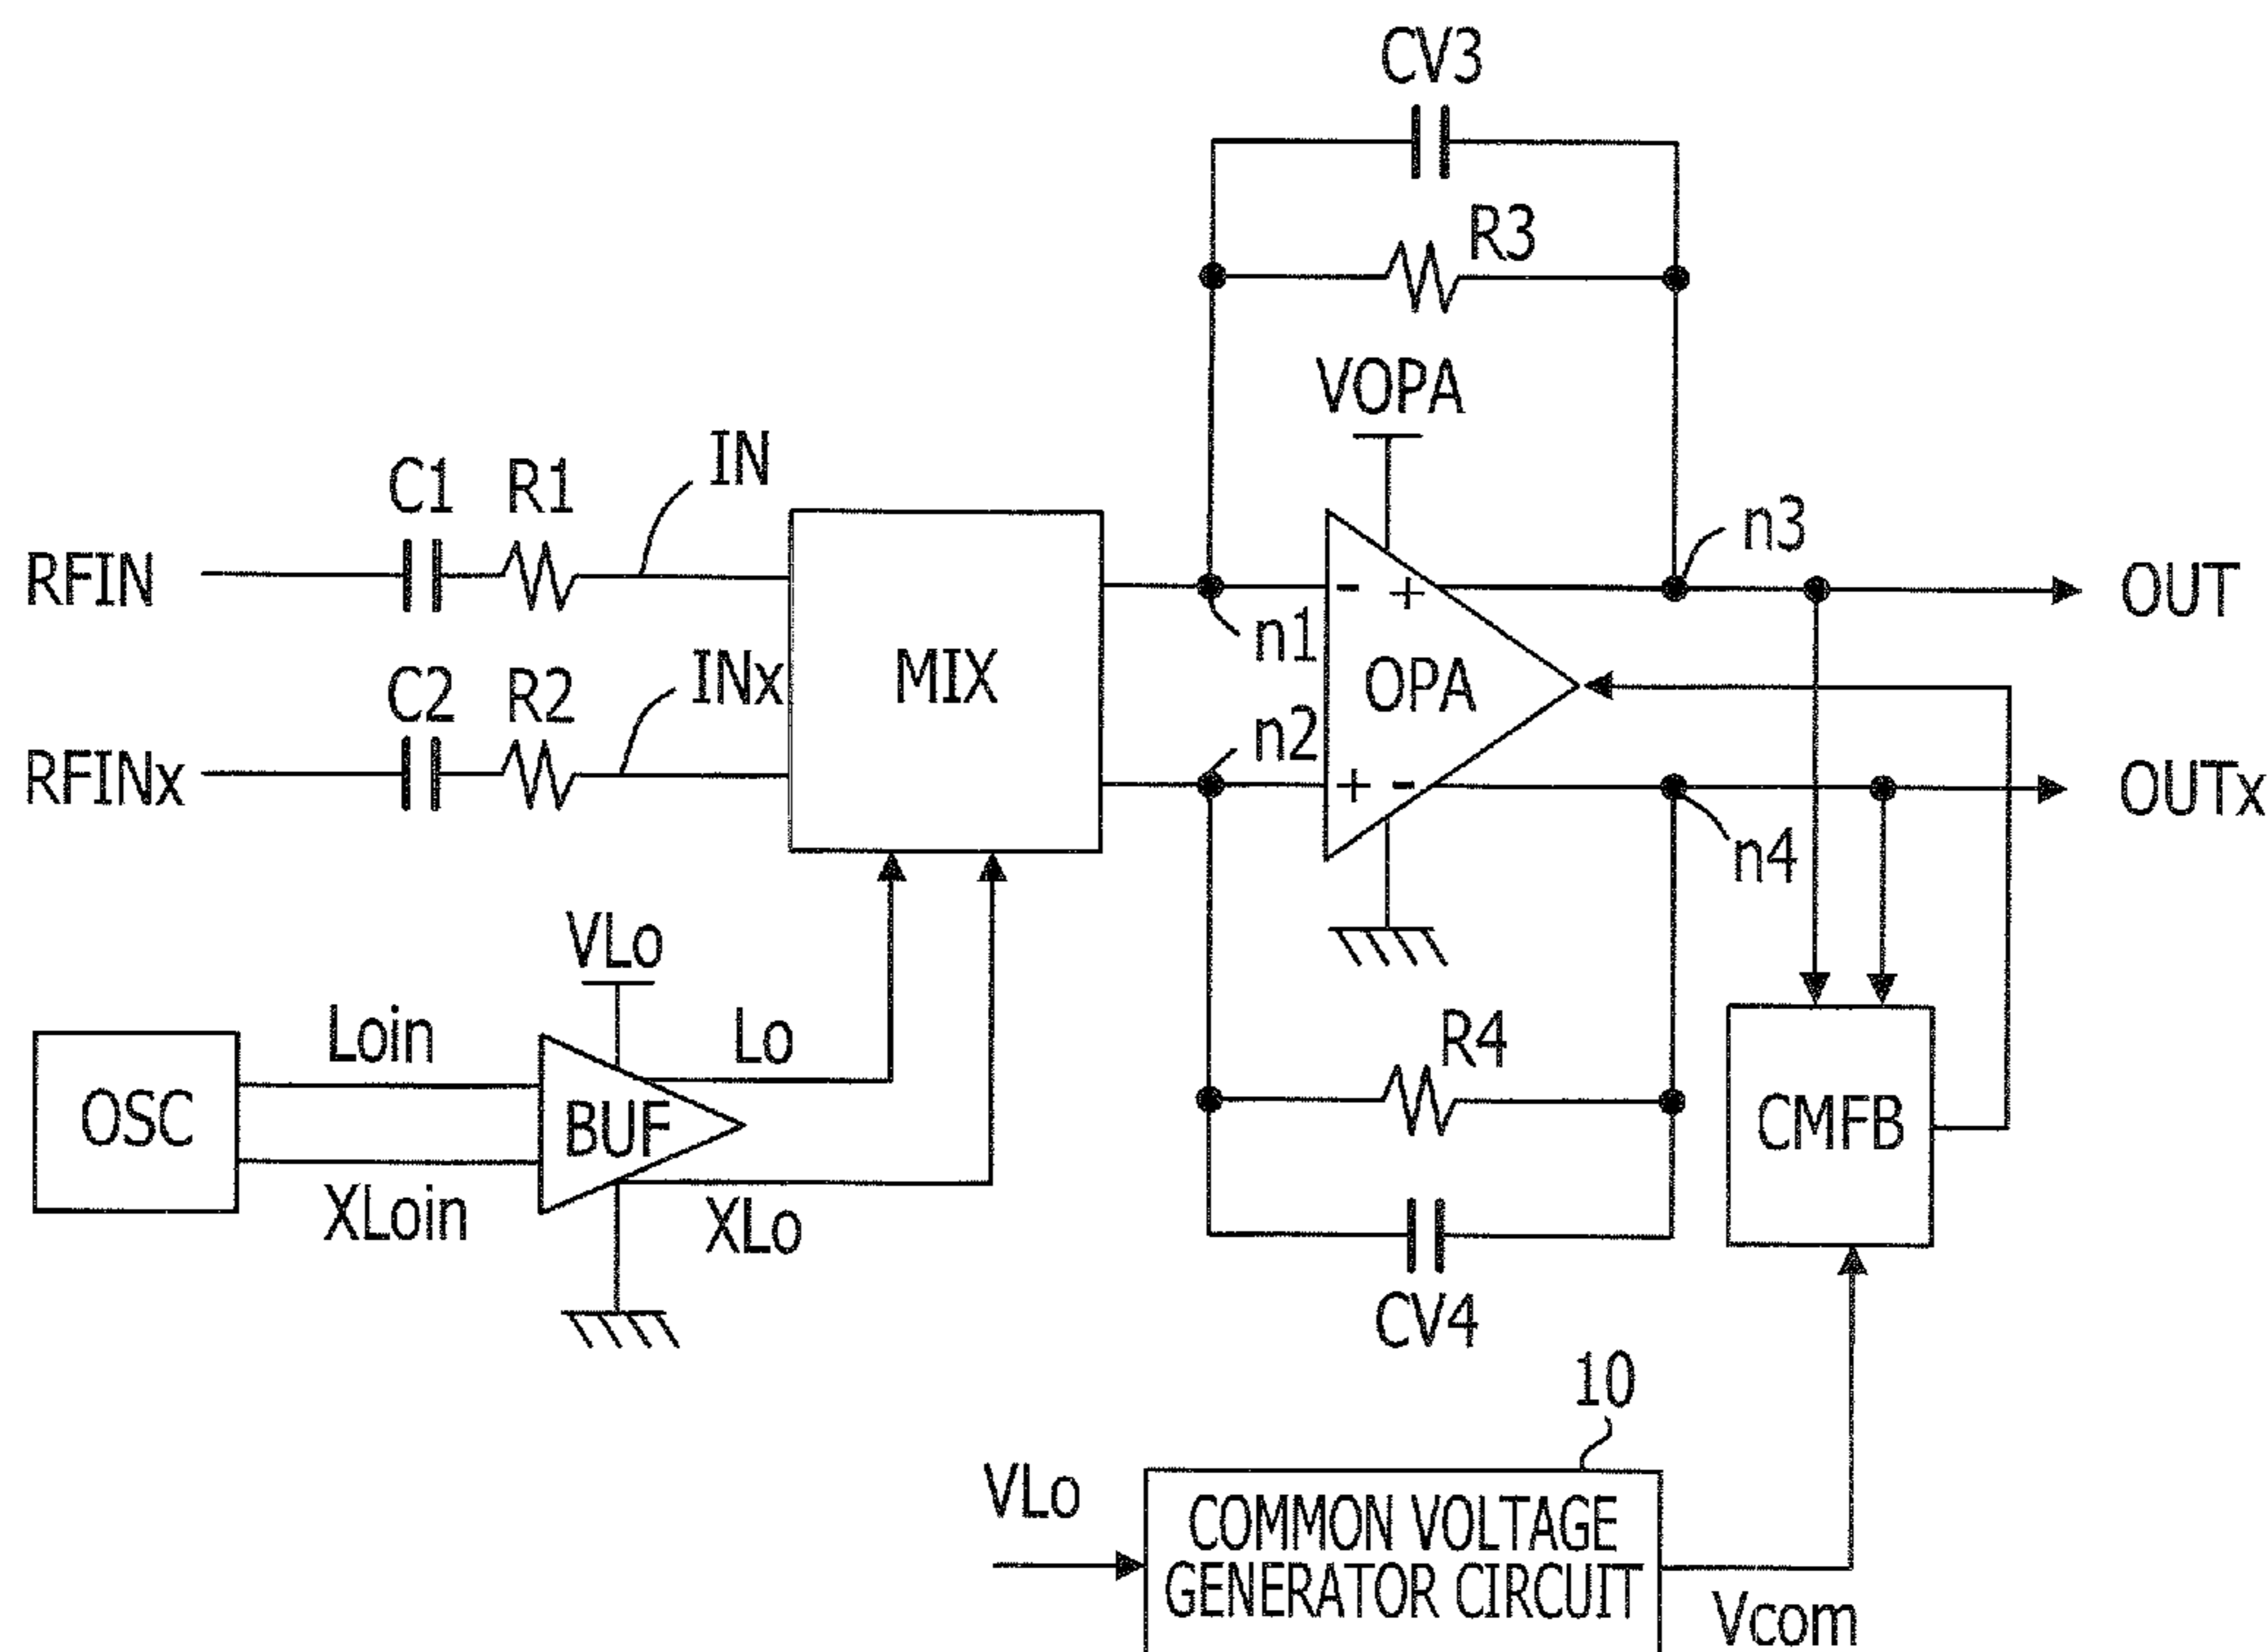 CV3
R3
VOPA
IN
C1
R1
n3
RFIN
-
+
OUT
n1
INx
MIX
OPA
C2
R2
n2
RFINx
+
-
OUTx
n4
VLo
Loin
Lo
R4
OSC
BUF
CMFB
XLoin
XLo
CV4
10
VLo
COMMON VOLTAGE
GENERATOR CIRCUIT
Vcom